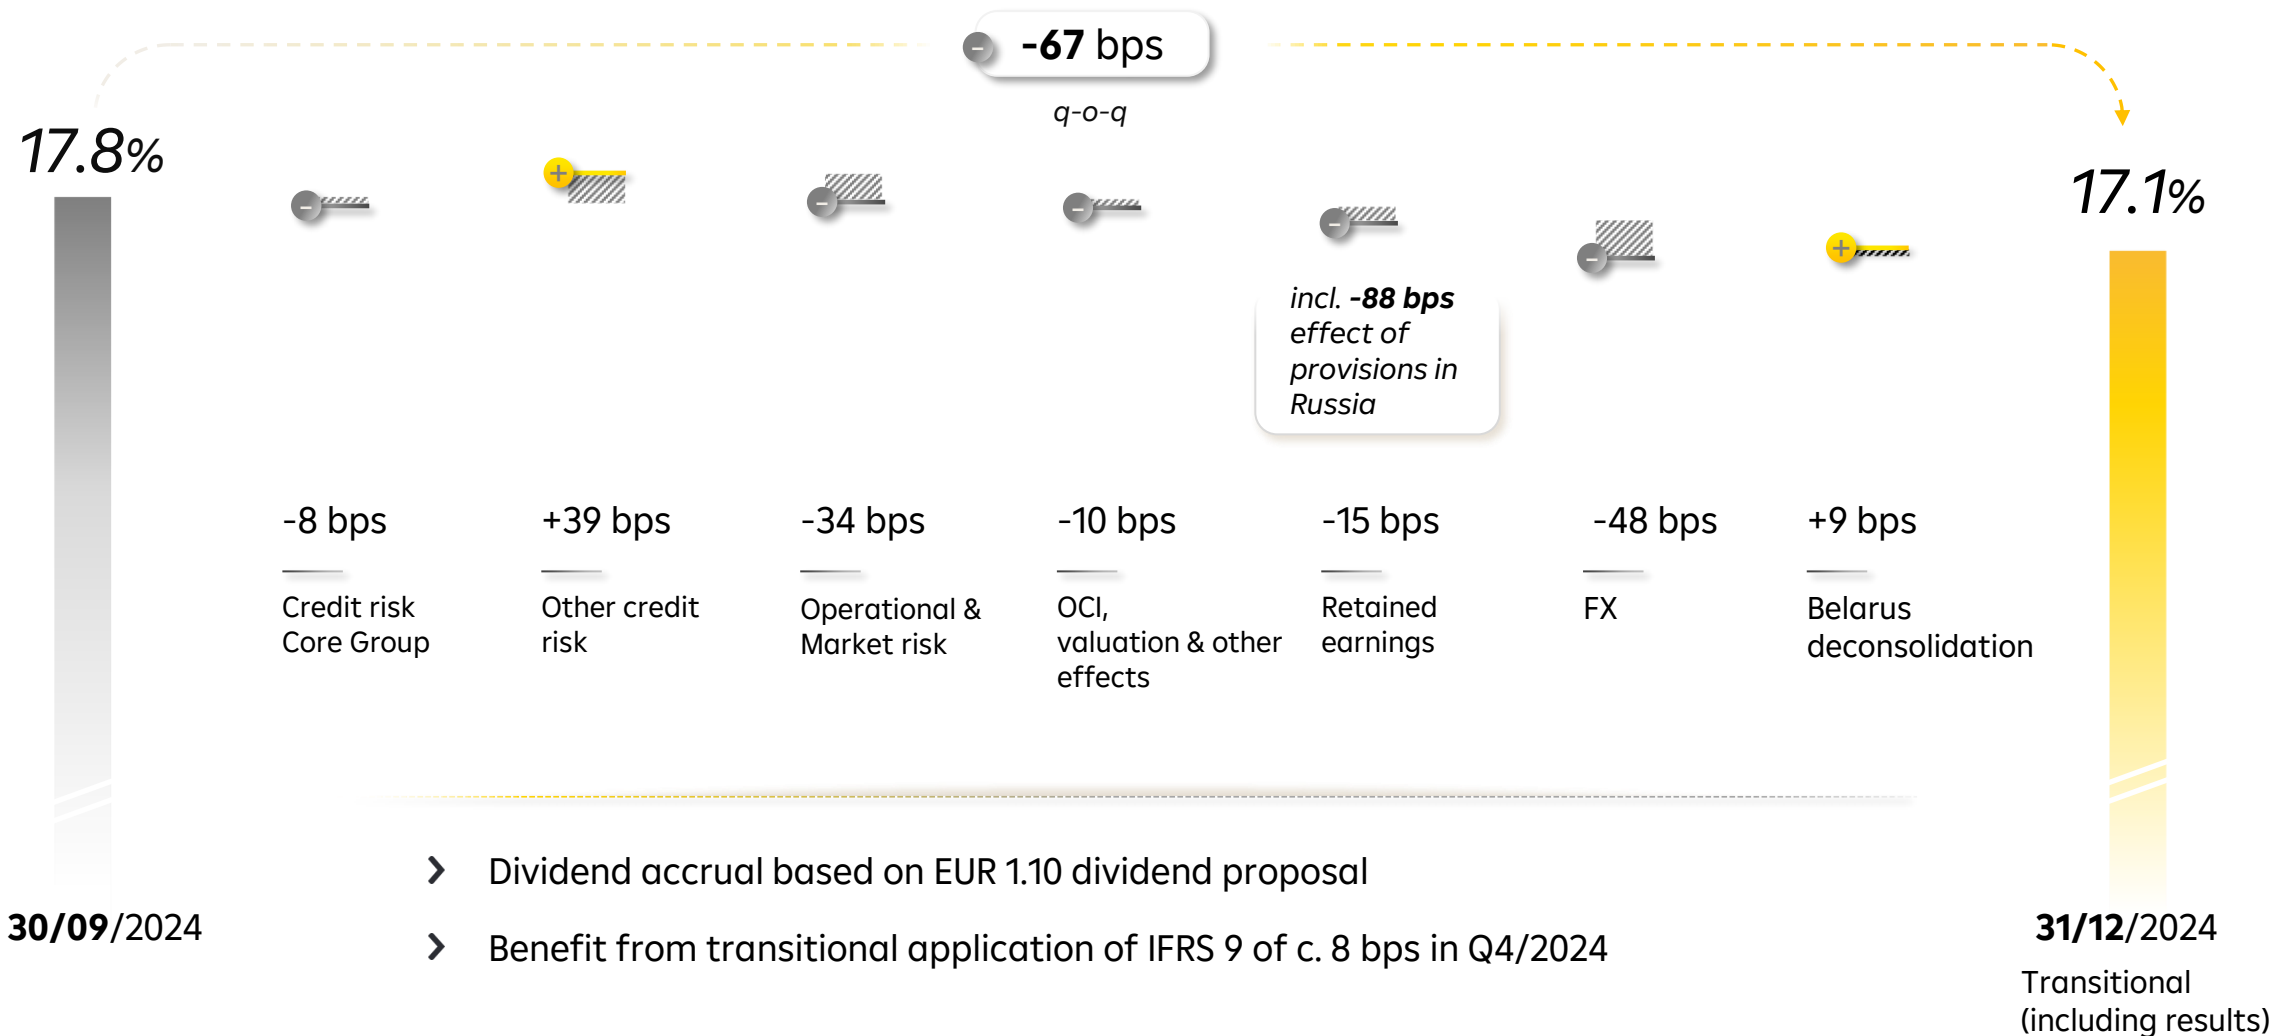 -67 bps
q-o-q
17.8%
17.1%
incl. -88 bps
effect of
provisions in
Russia
-8 bps
Credit risk
Core Group
+39 bps
Other credit
risk
-34 bps
Operational &
Market risk
-10 bps
OCI,
valuation & other
effects
-15 bps
Retained
earnings
-48 bps
FX
+9 bps
Belarus
deconsolidation
Dividend accrual based on EUR 1.10 dividend proposal
Benefit from transitional application of IFRS 9 of c. 8 bps in Q4/2024
30/09/2024
31/12/2024
Transitional
(including results)